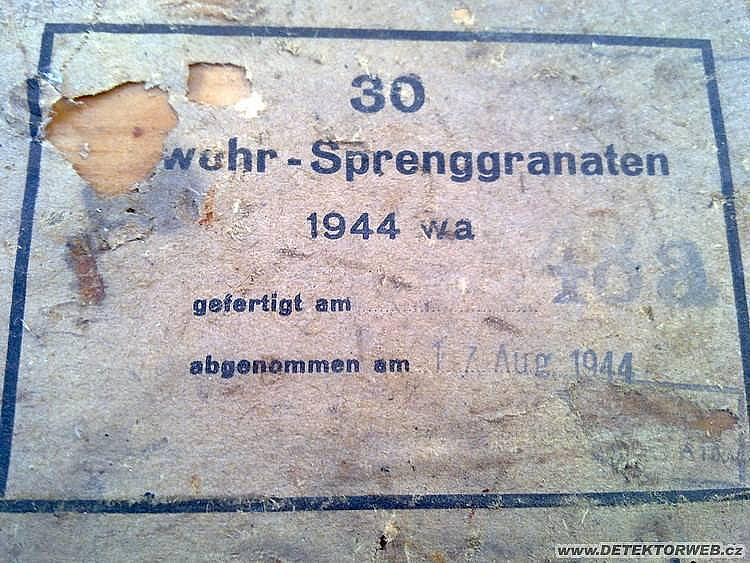 30
wehr - Sprenggranaten
1944 wa
gefertigt am
abgenommen am 17. Aug. 1944
www.DETEKTORWEB.cz